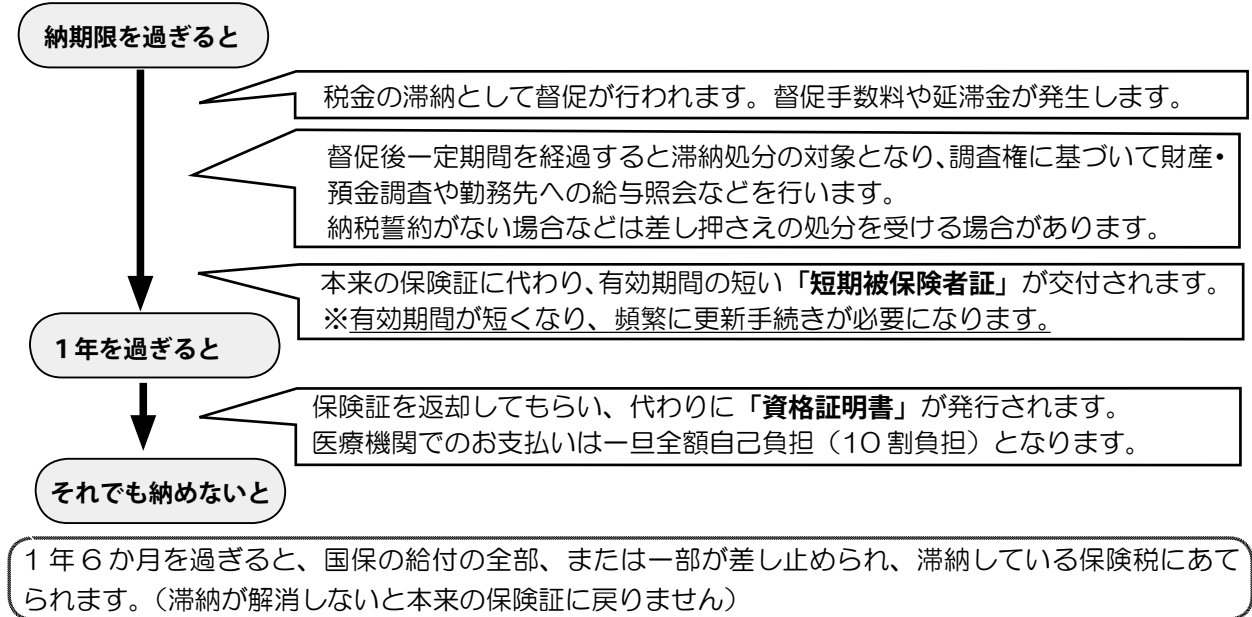 納期限を過ぎると
税金の滞納として督促が行われます。督促手数料や延滞金が発生します。
督促後一定期間を経過すると滞納処分の対象となり、調査権に基づいて財産・
預金調査や勤務先への給与照会などを行います。
納税誓約がない場合などは差し押さえの処分を受ける場合があります。
本来の保険証に代わり、有効期間の短い「短期被保険者証」が交付されます。
※有効期間が短くなり、頻繁に更新手続きが必要になります。
１年を過ぎると
保険証を返却してもらい、代わりに「資格証明書」が発行されます。
医療機関でのお支払いは一旦全額自己負担（10 割負担）となります。
それでも納めないと
１年６か月を過ぎると、国保の給付の全部、または一部が差し止められ、滞納している保険税にあて
られます。（滞納が解消しないと本来の保険証に戻りません）